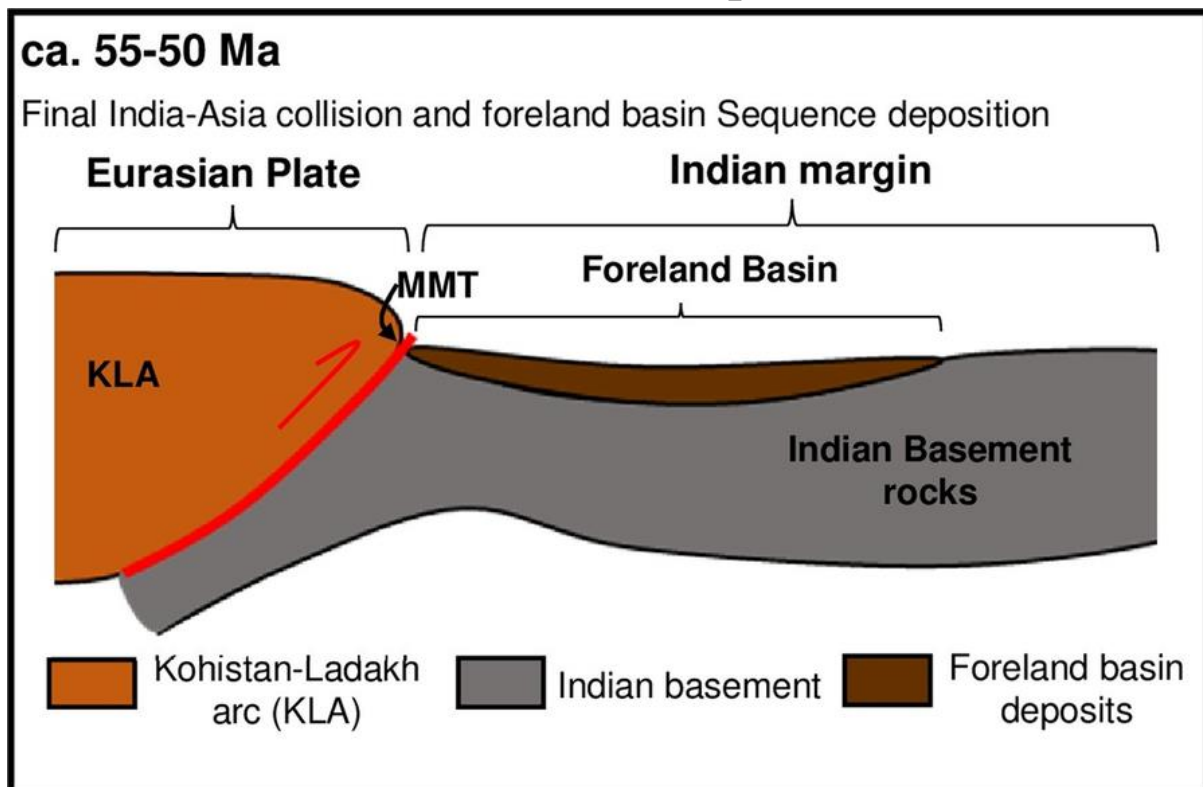 ca. 55-50 Ma
Final India-Asia collision and foreland basin Sequence deposition
Eurasian Plate
Indian margin
Foreland Basin
MMT
KLA
Indian Basement
rocks
Kohistan-Ladakh
arc (KLA)
Indian basement
Foreland basin
deposits